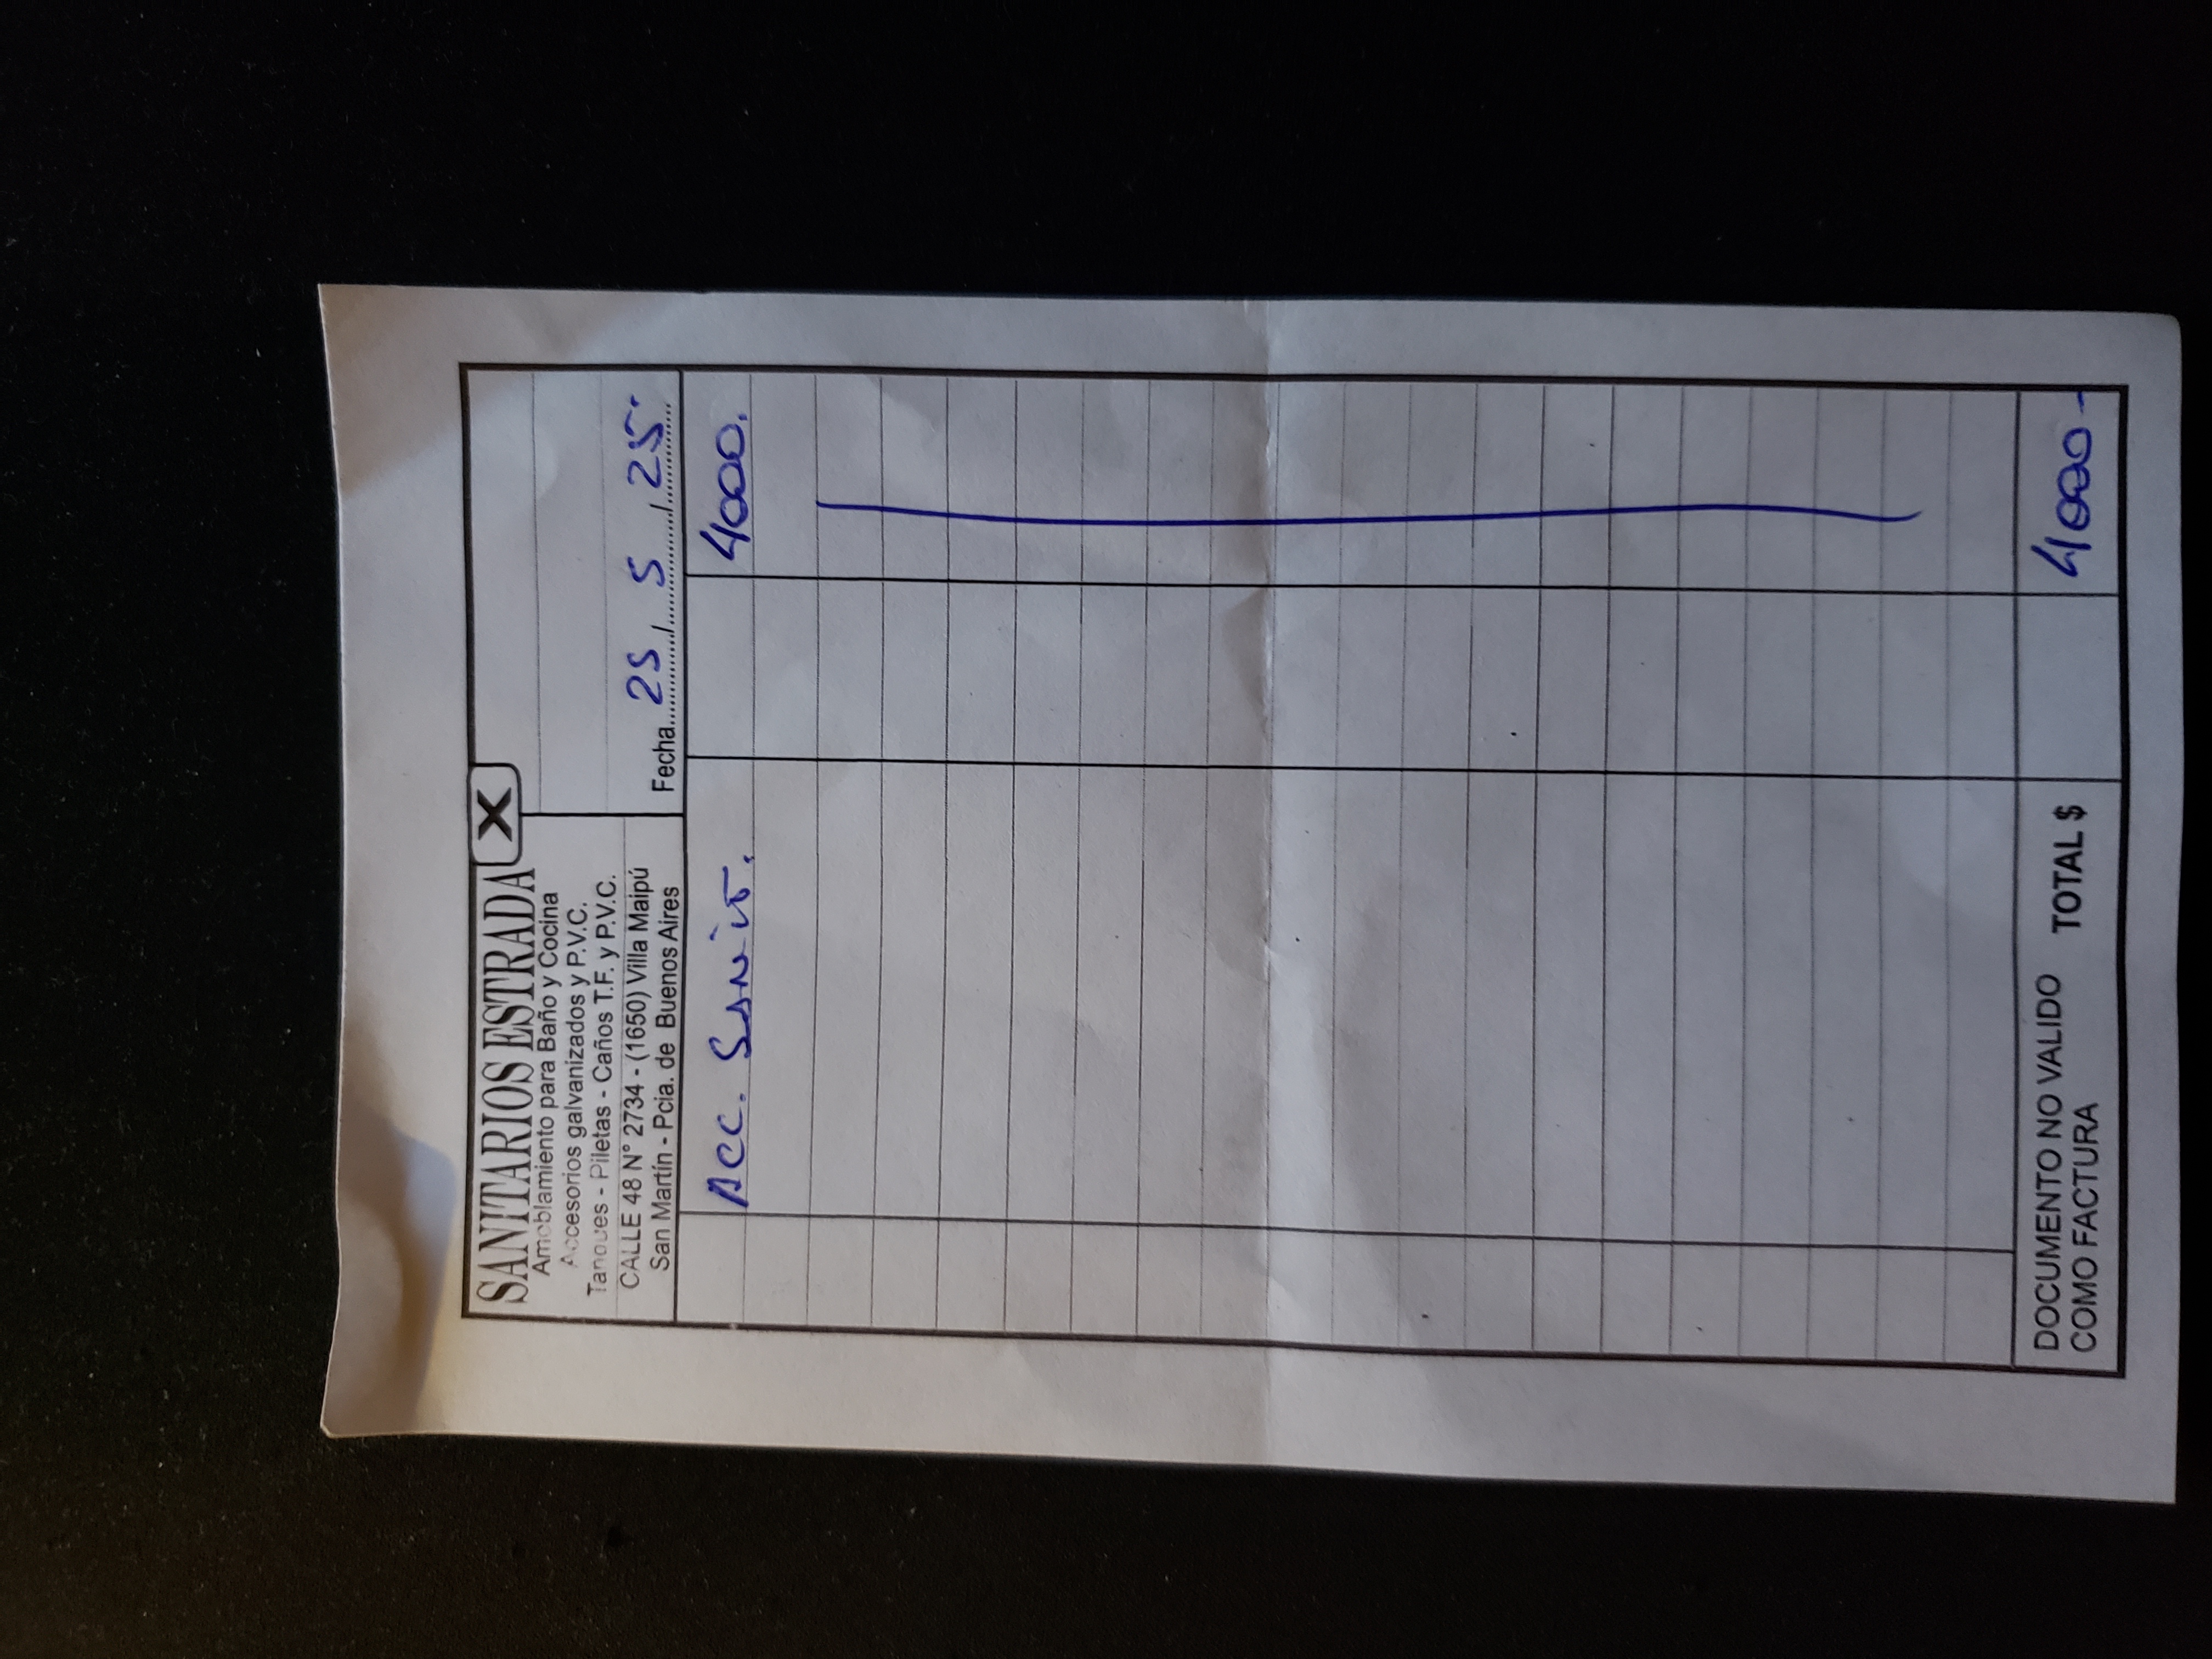 SANITARIOS ESTRADA X
Ameblamiento para Baño y Cocina
Accesorios galvanizados y P.V.C.
Tanques - Piletas - Caños T.F. y P.V.C.
CALLE 48 N° 2734 - (1650) Villa Maipú
San Martín - Pcia. de Buenos Aires
Fecha 25 / 5 / 25
Acc. SANIT. 4000.
DOCUMENTO NO VALIDO
COMO FACTURA
TOTAL $ 4000-